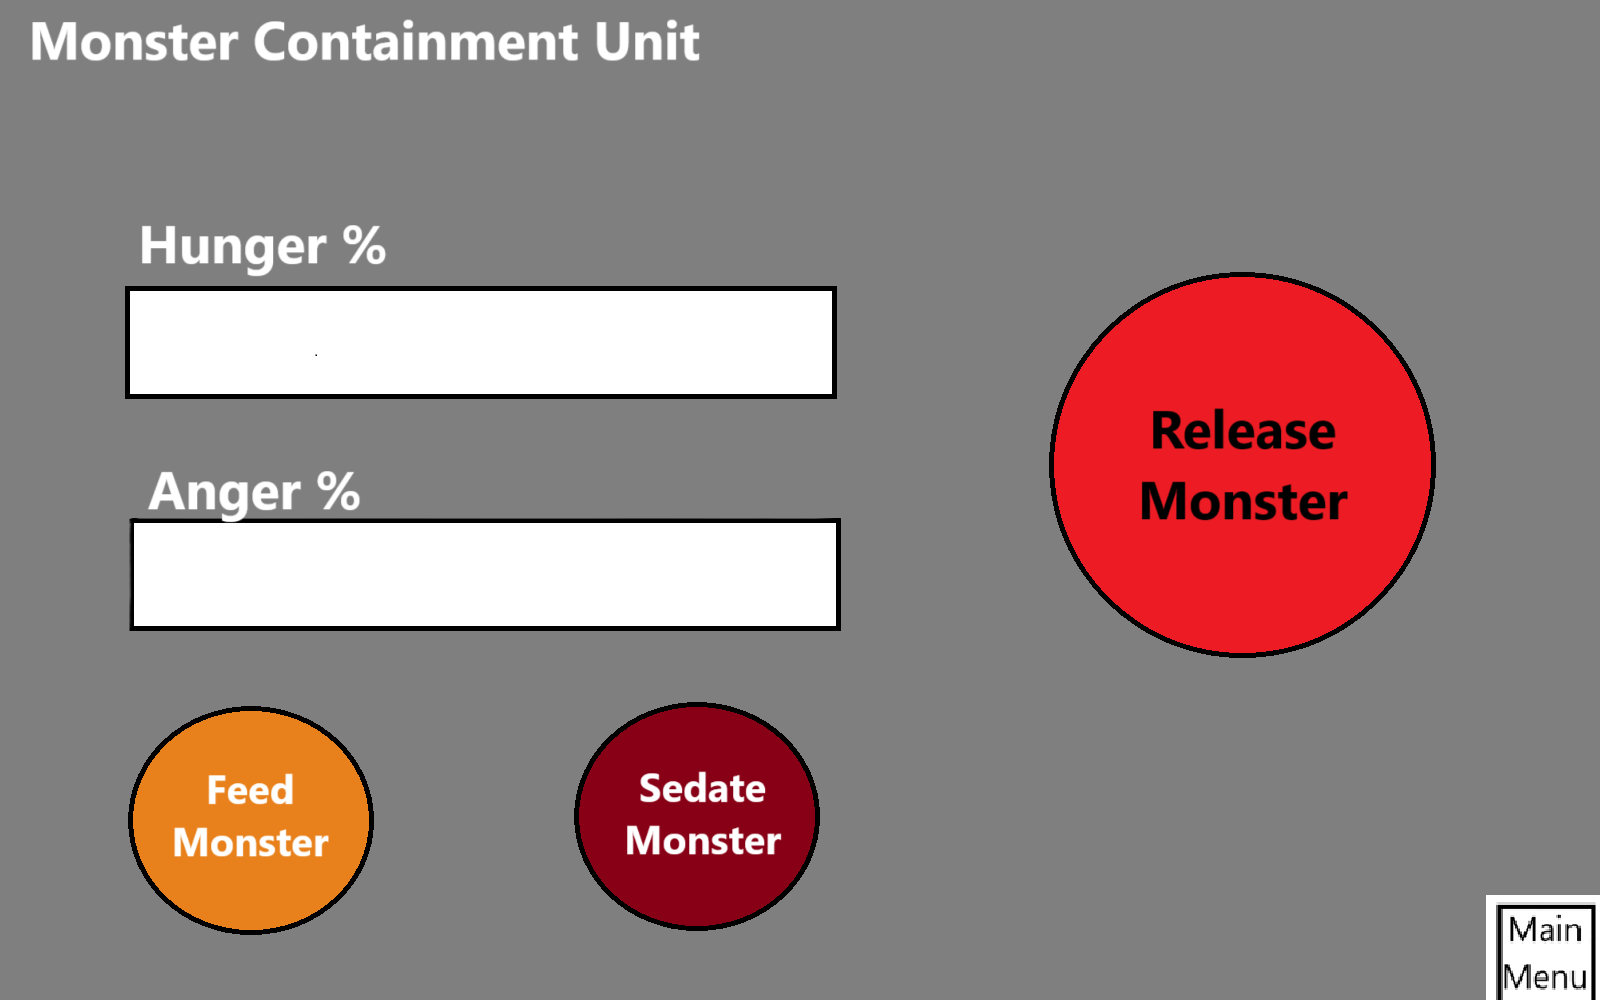 Monster Containment Unit
Hunger %
Anger %
Release
Monster
Feed
Monster
Sedate
Monster
Main
Menu